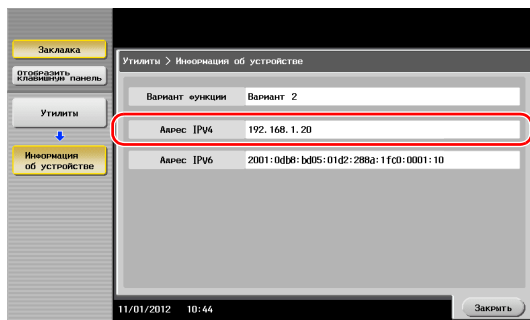 Закладка
Отобразить
клавишную панель
Утилиты > Информация об устройстве
Вариант функции Вариант 2
Утилиты
Адрес IPv4 192.168.1.20
Информация
об устройстве
Адрес IPv6 2001:0db8:bd05:01d2:288a:1fc0:0001:10
11/01/2012 10:44
Закрыть